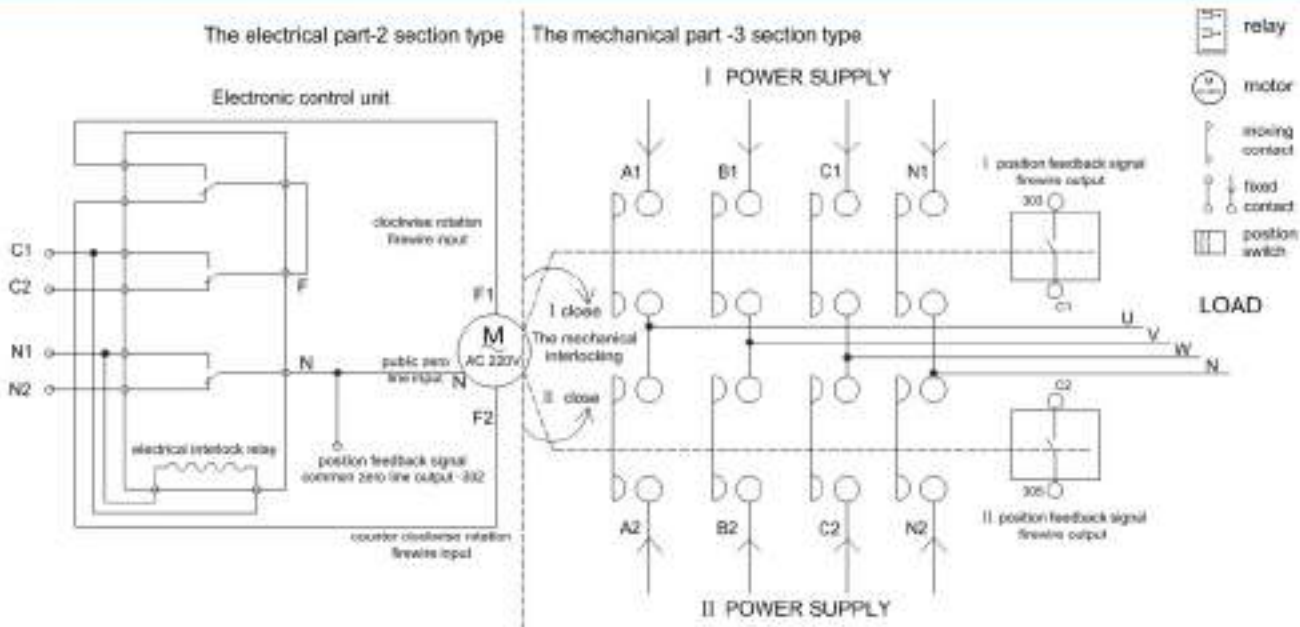 The electrical part-2 section type
The mechanical part -3 section type
I POWER SUPPLY
Electronic control unit
relay
motor
moving
contact
fixed
contact
position
switch
A1
B1
C1
N1
I position feedback signal
firewire output
303
C1
clockwise rotation
firewire input
C1
C2
N1
N2
F
N
F1
M
AC 220V
N
F2
public zero
line input
I close
The mechanical
interlocking
II close
LOAD
U
V
W
N
electrical interlock relay
position feedback signal
common zero line output -302
counter clockwise rotation
firewire input
C2
305
II position feedback signal
firewire output
A2
B2
C2
N2
II POWER SUPPLY